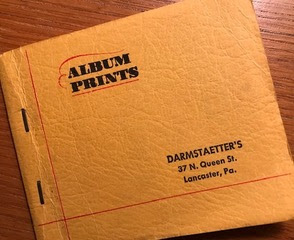 ALBUM
PRINTS
DARMSTAETTER'S
37 N. Queen St.
Lancaster, Pa.